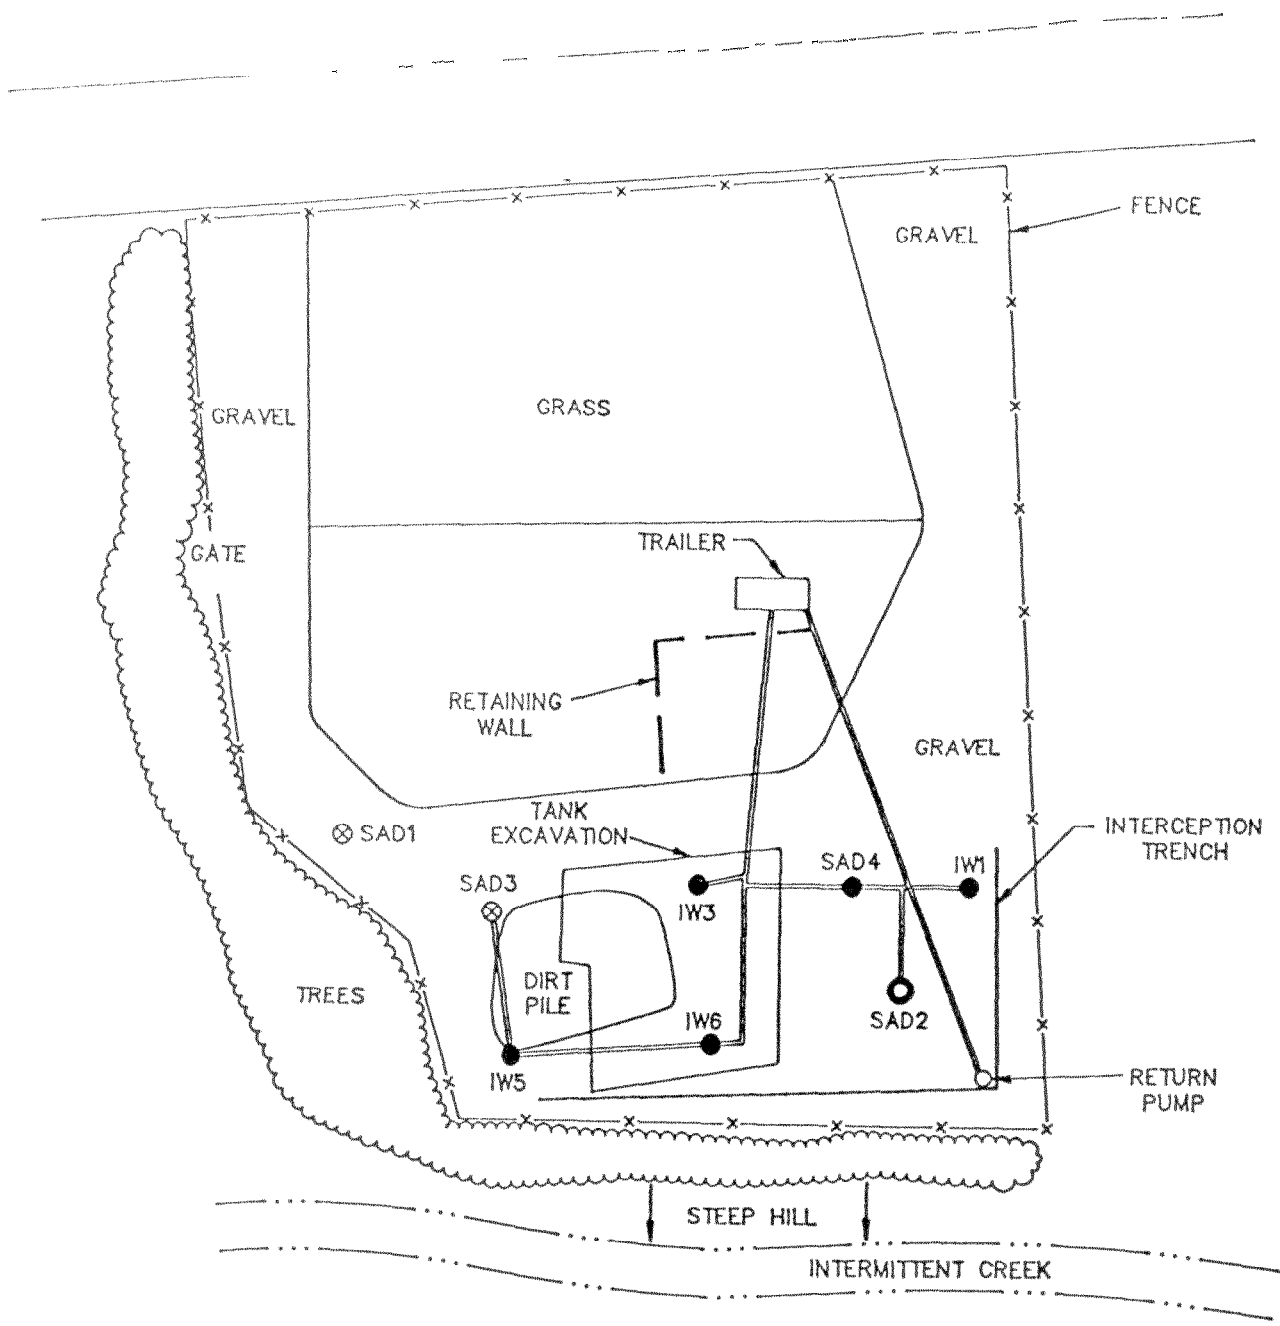 FENCE
GRAVEL
GRAVEL
GRASS
TRAILER
GATE
RETAINING
WALL
GRAVEL
TANK
EXCAVATION
SAD1
INTERCEPTION
TRENCH
SAD3
SAD4
IW1
IW3
DIRT
PILE
TREES
IW6
SAD2
IW5
RETURN
PUMP
STEEP HILL
INTERMITTENT CREEK